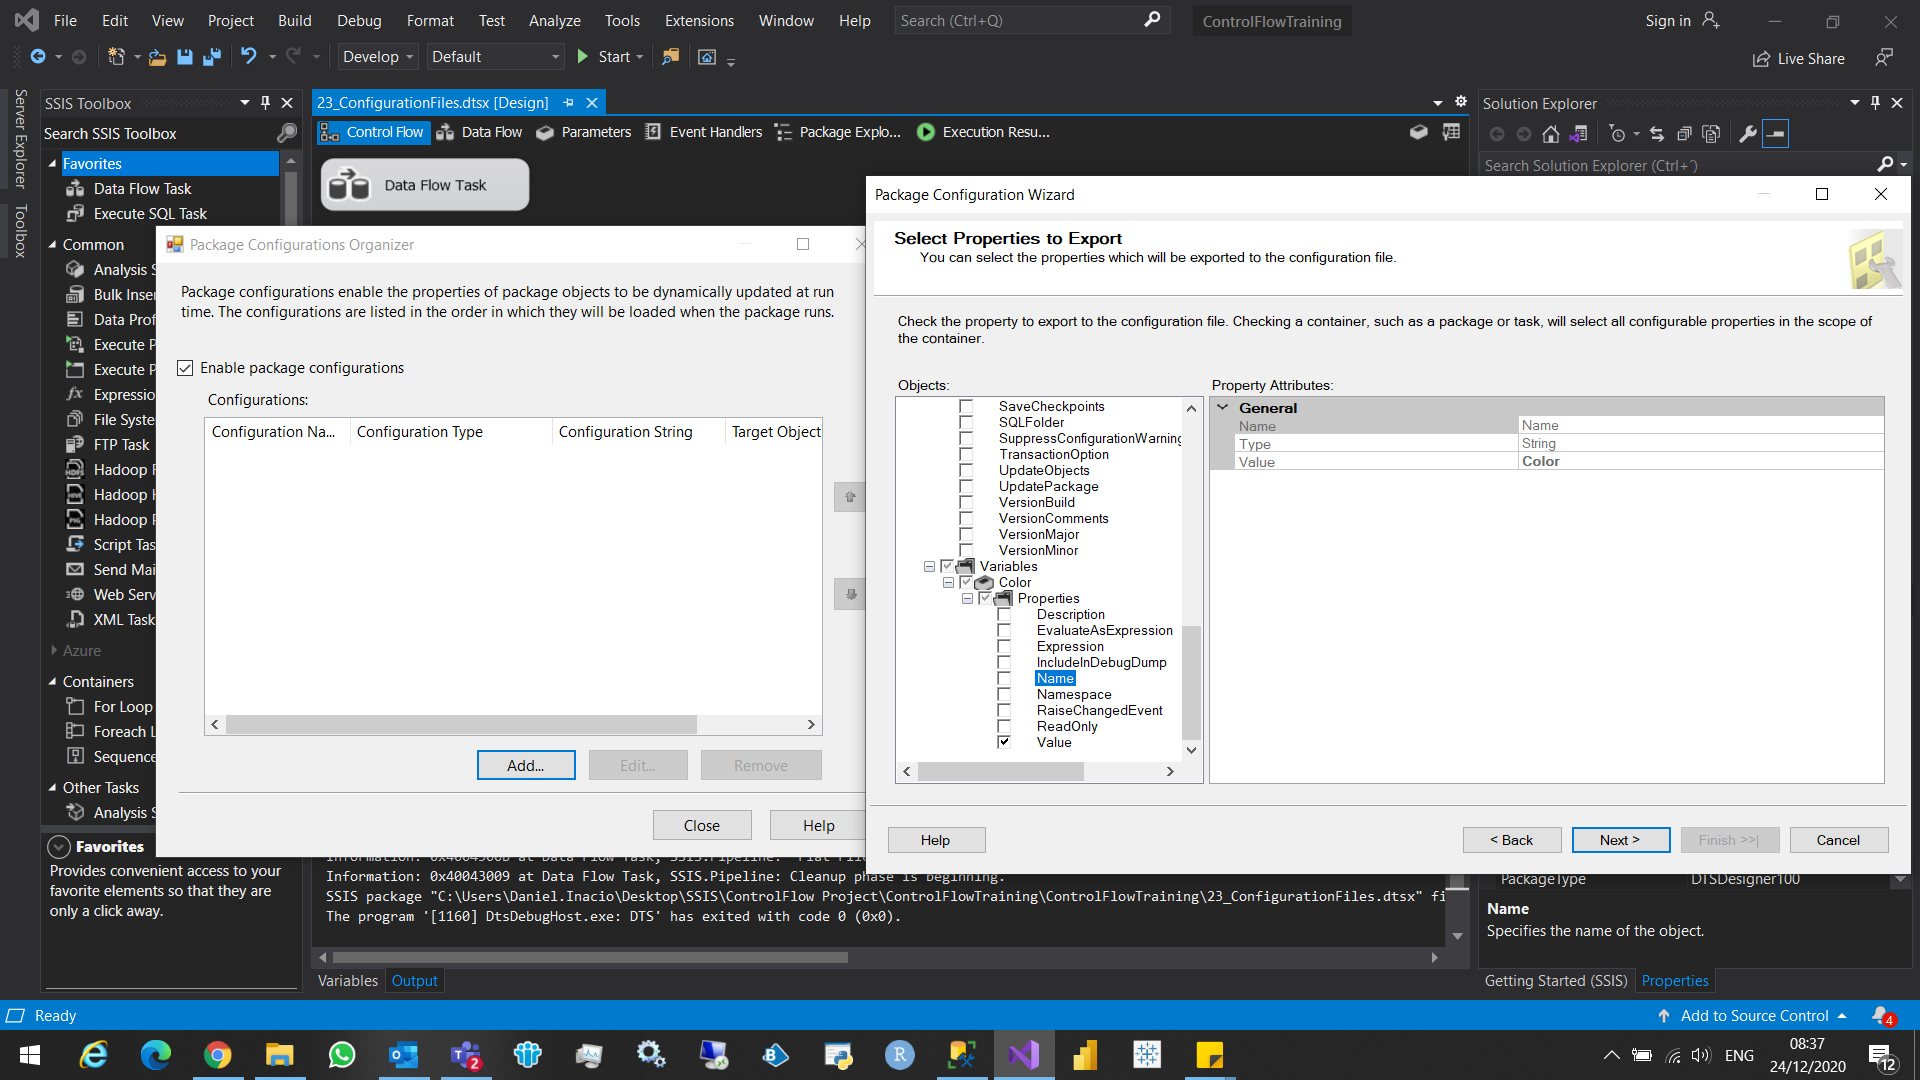 File Edit View Project Build Debug Format Test Analyze Tools Extensions Window Help Search (Ctrl+Q) ControlFlowTraining Sign in
Develop Default Start Live Share
Server Explorer
Toolbox
SSIS Toolbox
Search SSIS Toolbox
Favorites
Data Flow Task
Execute SQL Task
Common
Analysis S
Bulk Inser
Data Prof
Execute P
Execute P
Expressio
File Syste
FTP Task
Hadoop F
Hadoop H
Hadoop P
Script Tas
Send Mai
Web Serv
XML Task
Azure
Containers
For Loop
Foreach L
Sequence
Other Tasks
Analysis S
Favorites
Provides convenient access to your
favorite elements so that they are
only a click away.
23_ConfigurationFiles.dtsx [Design]
Control Flow Data Flow Parameters Event Handlers Package Explo... Execution Resu...
Data Flow Task
Package Configurations Organizer
Package configurations enable the properties of package objects to be dynamically updated at run
time. The configurations are listed in the order in which they will be loaded when the package runs.
Enable package configurations
Configurations:
Configuration Na... Configuration Type Configuration String Target Object
Add... Edit... Remove
Close Help
Package Configuration Wizard
Select Properties to Export
You can select the properties which will be exported to the configuration file.
Check the property to export to the configuration file. Checking a container, such as a package or task, will select all configurable properties in the scope of
the container.
Objects:
SaveCheckpoints
SQLFolder
SuppressConfigurationWarning
TransactionOption
UpdateObjects
UpdatePackage
VersionBuild
VersionComments
VersionMajor
VersionMinor
Variables
Color
Properties
Description
EvaluateAsExpression
Expression
IncludeInDebugDump
Name
Namespace
RaiseChangedEvent
ReadOnly
Value
Property Attributes:
General
Name Name
Type String
Value Color
Help < Back Next > Finish >>| Cancel
Information: 0x4004300B at Data Flow Task, SSIS.Pipeline: "Flat File
Information: 0x40043009 at Data Flow Task, SSIS.Pipeline: Cleanup phase is beginning.
SSIS package "C:\Users\Daniel.Inacio\Desktop\SSIS\ControlFlow Project\ControlFlowTraining\ControlFlowTraining\23_ConfigurationFiles.dtsx" fi
The program '[1160] DtsDebugHost.exe: DTS' has exited with code 0 (0x0).
Variables Output
Solution Explorer
Search Solution Explorer (Ctrl+´)
PackageType DTSDesigner100
Name
Specifies the name of the object.
Getting Started (SSIS) Properties
Ready Add to Source Control 4
2 R ENG 08:37
24/12/2020 12